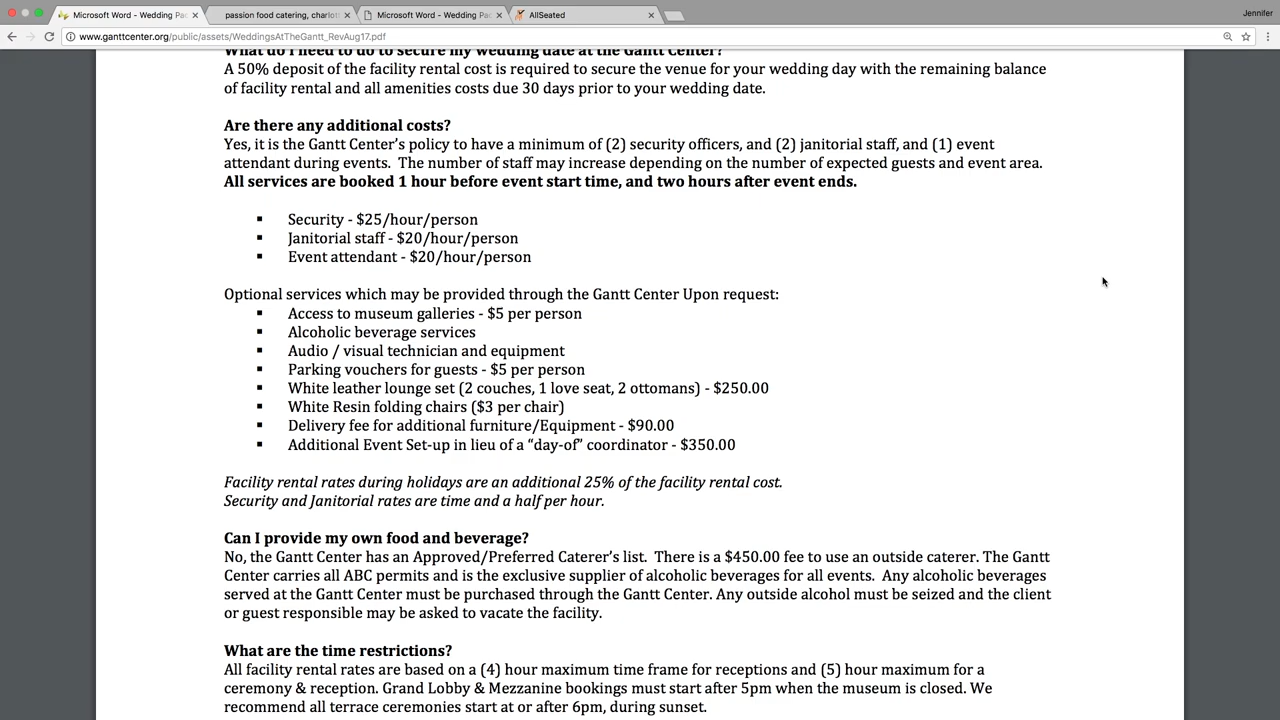 Microsoft Word - Wedding Pac
passion food catering, charlott
Microsoft Word - Wedding Pac
AllSeated
Jennifer
www.ganttcenter.org/public/assets/WeddingsAtTheGantt_RevAug17.pdf
What do I need to do to secure my wedding date at the Gantt Center?
A 50% deposit of the facility rental cost is required to secure the venue for your wedding day with the remaining balance
of facility rental and all amenities costs due 30 days prior to your wedding date.
Are there any additional costs?
Yes, it is the Gantt Center’s policy to have a minimum of (2) security officers, and (2) janitorial staff, and (1) event
attendant during events.  The number of staff may increase depending on the number of expected guests and event area.
All services are booked 1 hour before event start time, and two hours after event ends.
▪ Security - $25/hour/person
▪ Janitorial staff - $20/hour/person
▪ Event attendant - $20/hour/person
Optional services which may be provided through the Gantt Center Upon request:
▪ Access to museum galleries - $5 per person
▪ Alcoholic beverage services
▪ Audio / visual technician and equipment
▪ Parking vouchers for guests - $5 per person
▪ White leather lounge set (2 couches, 1 love seat, 2 ottomans) - $250.00
▪ White Resin folding chairs ($3 per chair)
▪ Delivery fee for additional furniture/Equipment - $90.00
▪ Additional Event Set-up in lieu of a “day-of” coordinator - $350.00
Facility rental rates during holidays are an additional 25% of the facility rental cost.
Security and Janitorial rates are time and a half per hour.
Can I provide my own food and beverage?
No, the Gantt Center has an Approved/Preferred Caterer’s list.  There is a $450.00 fee to use an outside caterer. The Gantt
Center carries all ABC permits and is the exclusive supplier of alcoholic beverages for all events.  Any alcoholic beverages
served at the Gantt Center must be purchased through the Gantt Center. Any outside alcohol must be seized and the client
or guest responsible may be asked to vacate the facility.
What are the time restrictions?
All facility rental rates are based on a (4) hour maximum time frame for receptions and (5) hour maximum for a
ceremony & reception. Grand Lobby & Mezzanine bookings must start after 5pm when the museum is closed. We
recommend all terrace ceremonies start at or after 6pm, during sunset.